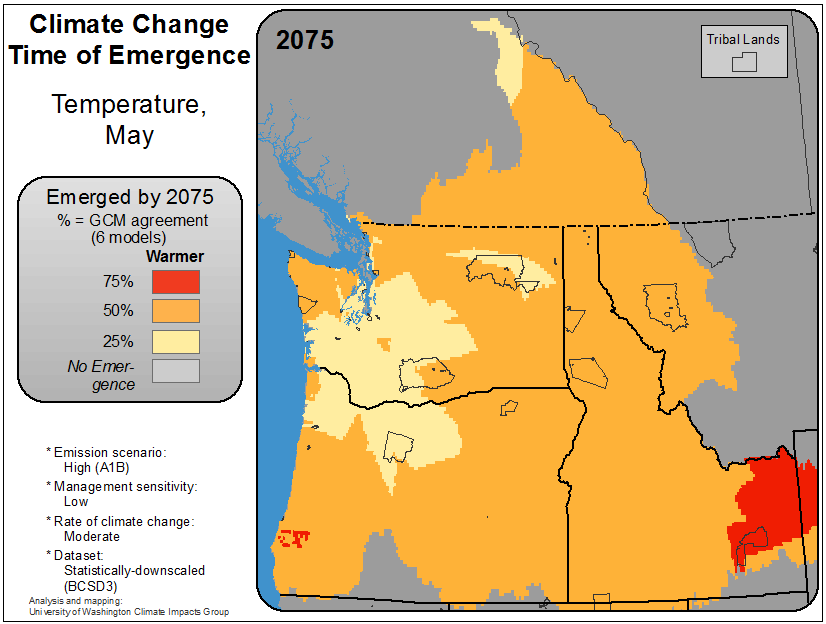 Climate Change
Time of Emergence
Temperature,
May
Emerged by 2075
% = GCM agreement
(6 models)
Warmer
75%
50%
25%
No Emer-
gence
* Emission scenario:
High (A1B)
* Management sensitivity:
Low
* Rate of climate change:
Moderate
* Dataset:
Statistically-downscaled
(BCSD3)
Analysis and mapping:
University of Washington Climate Impacts Group
2075
Tribal Lands